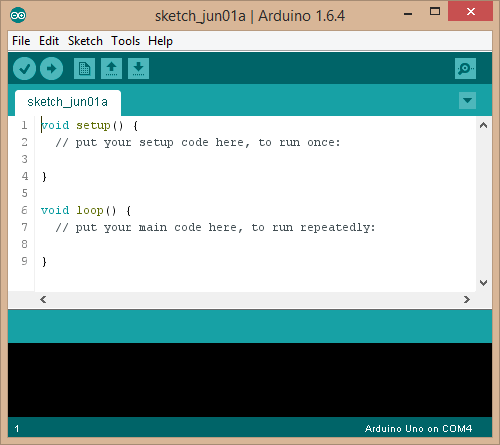 sketch_jun01a | Arduino 1.6.4
File Edit Sketch Tools Help
sketch_jun01a
1 void setup() {
2   // put your setup code here, to run once:
3
4 }
5
6 void loop() {
7   // put your main code here, to run repeatedly:
8
9 }
1 Arduino Uno on COM4